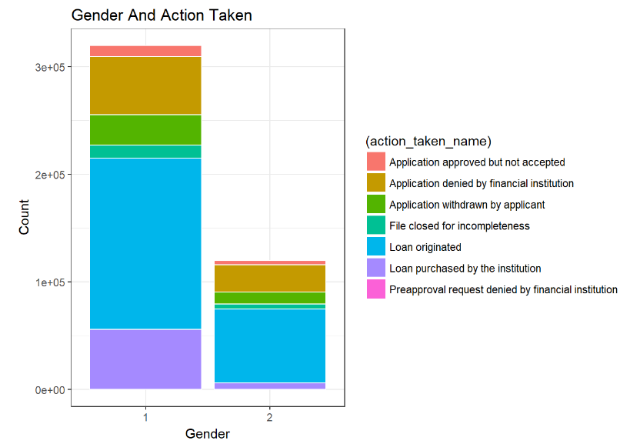 Gender And Action Taken
3e+05
2e+05
1e+05
0e+00
Count
1 2
Gender
(action_taken_name)
Application approved but not accepted
Application denied by financial institution
Application withdrawn by applicant
File closed for incompleteness
Loan originated
Loan purchased by the institution
Preapproval request denied by financial institution